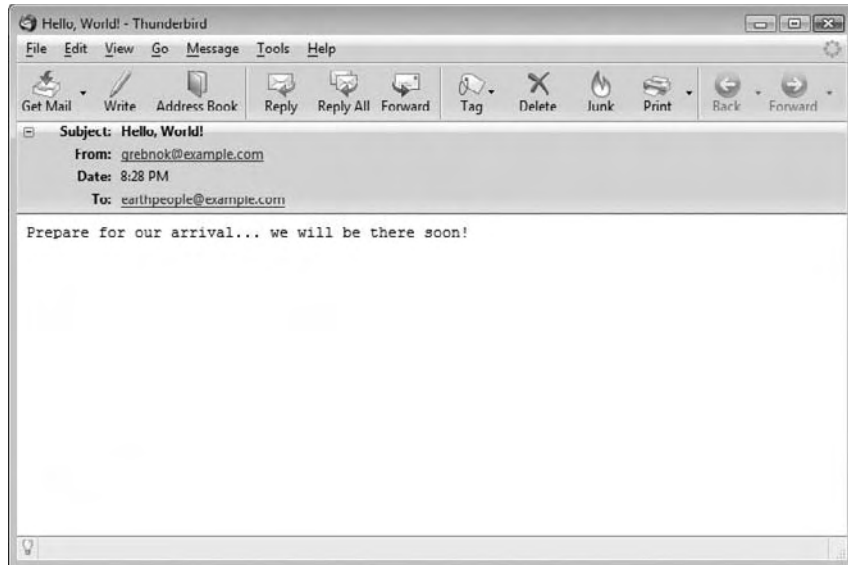 Hello, World! - Thunderbird
File Edit View Go Message Tools Help
Get Mail Write Address Book Reply Reply All Forward Tag Delete Junk Print Back Forward
Subject: Hello, World!
From: grebnok@example.com
Date: 8:28 PM
To: earthpeople@example.com
Prepare for our arrival... we will be there soon!